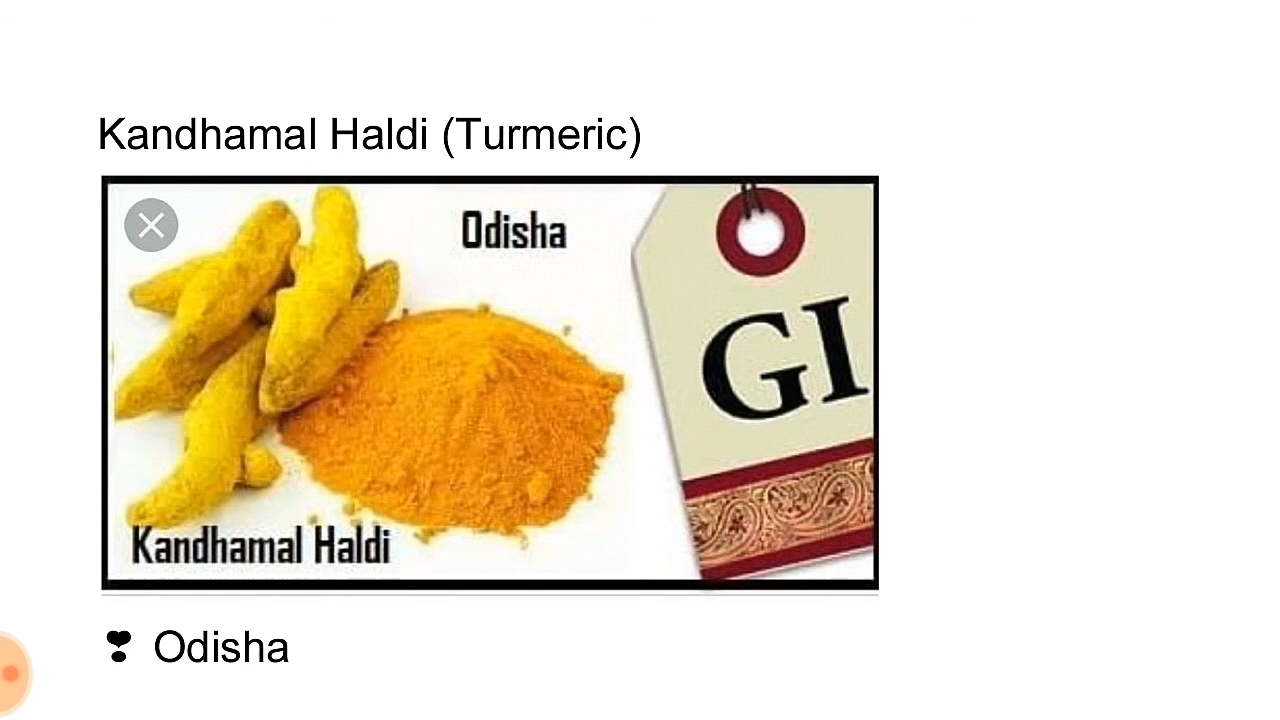 Kandhamal Haldi (Turmeric)
Odisha
GI
Kandhamal Haldi
❣ Odisha